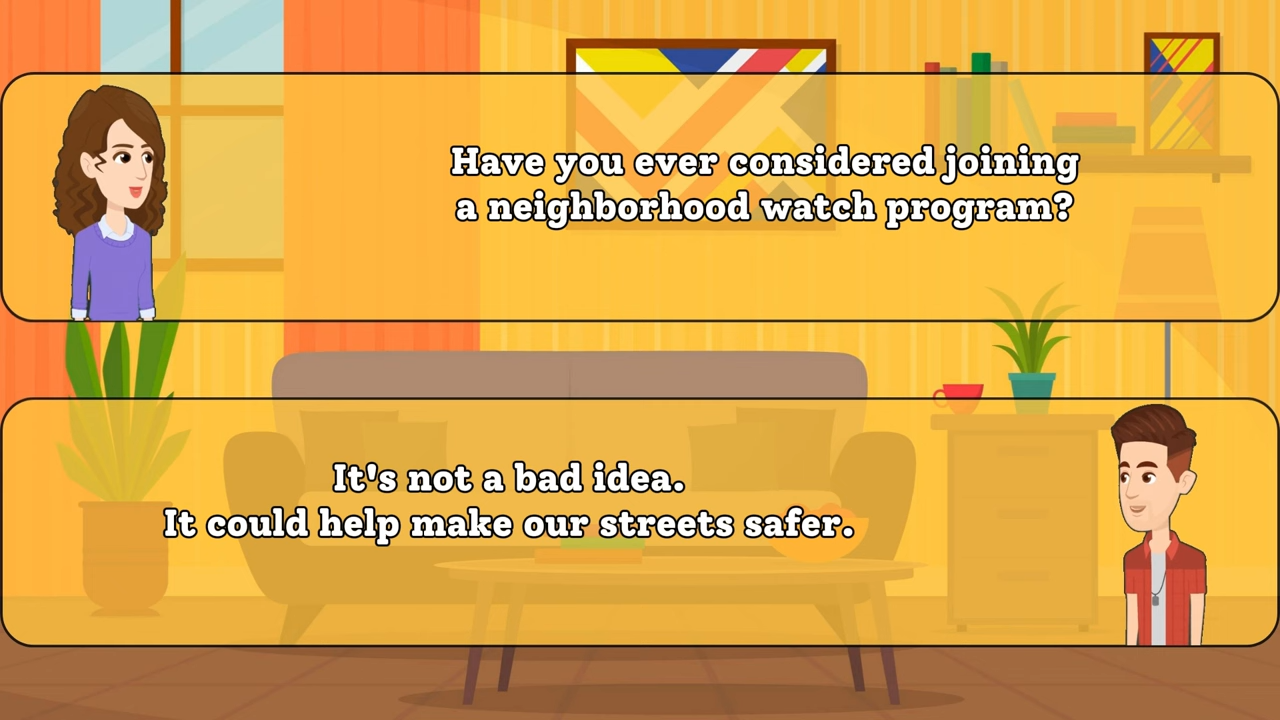 Have you ever considered joining
a neighborhood watch program?
It's not a bad idea.
It could help make our streets safer.